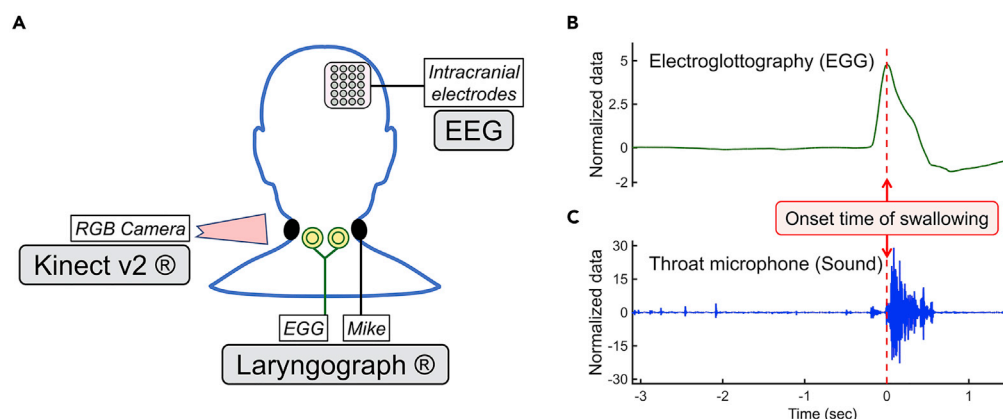 A
Intracranial
electrodes
EEG
RGB Camera
Kinect v2 ®
EGG
Mike
Laryngograph ®
B
Normalized data
5
2.5
0
-2
Electroglottography (EGG)
Onset time of swallowing
C
Normalized data
30
15
0
-15
-30
Throat microphone (Sound)
-3
-2
-1
0
1
Time (sec)